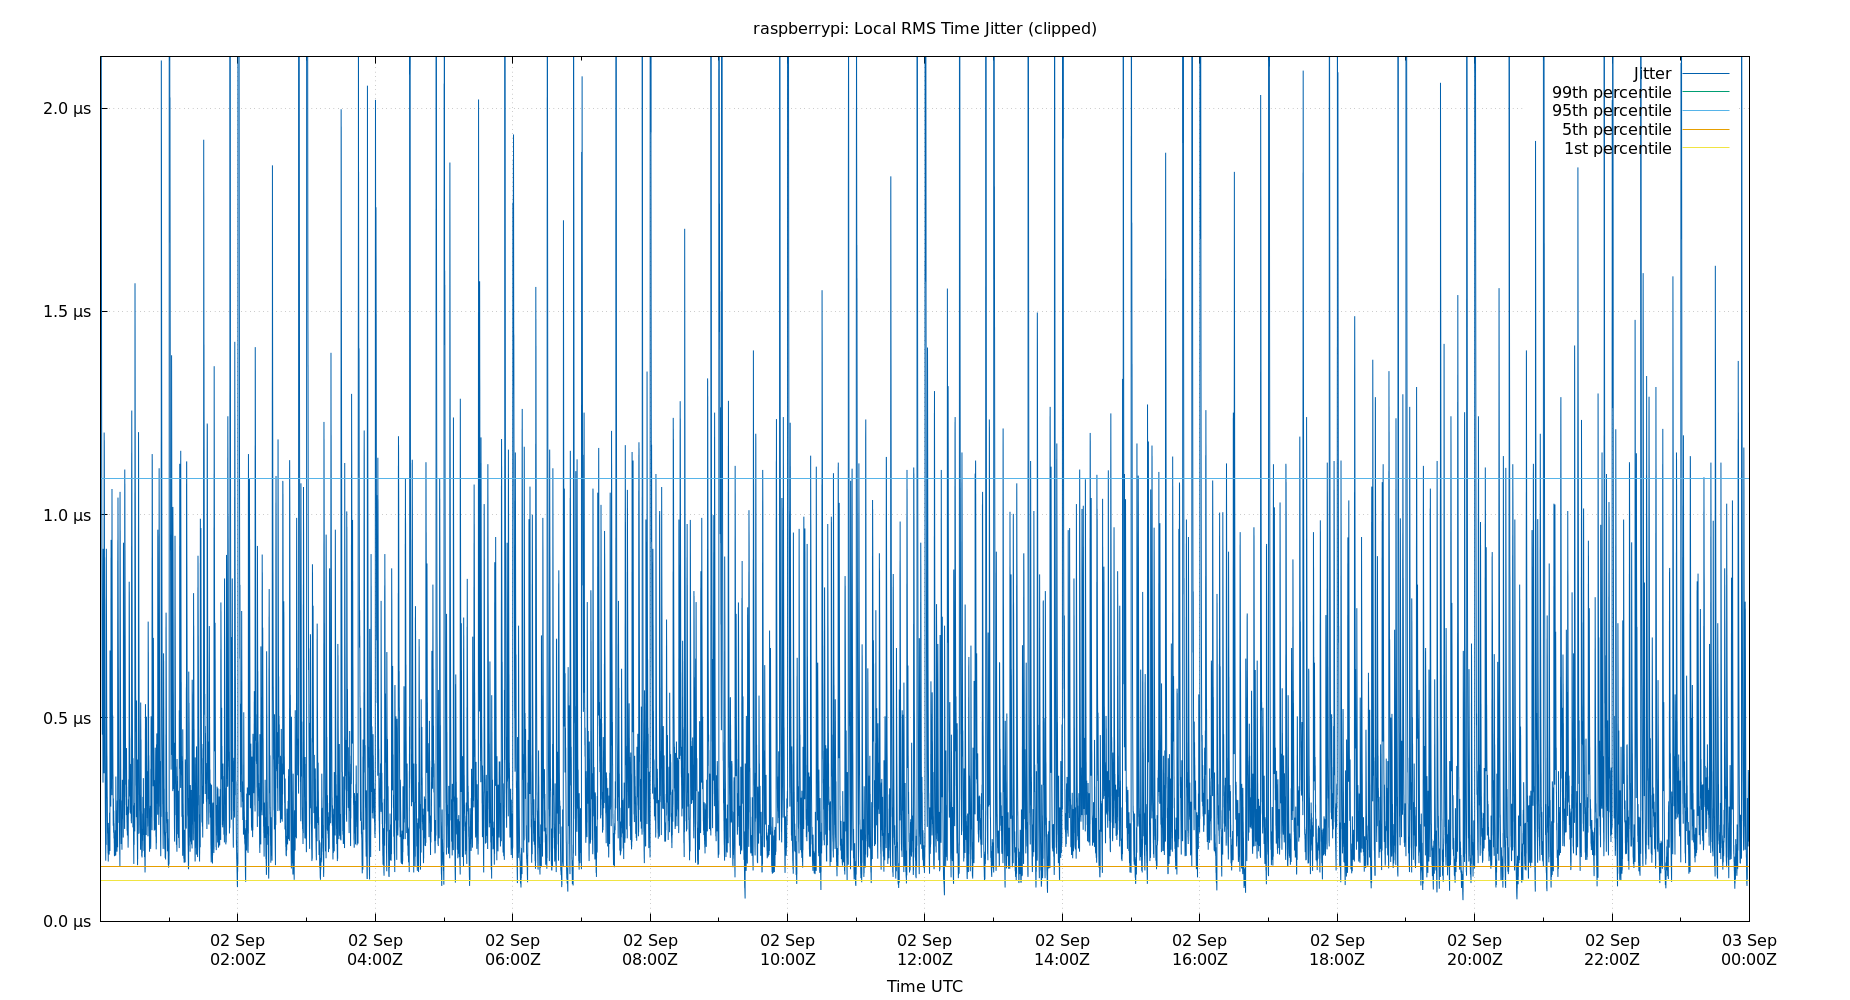 raspberrypi: Local RMS Time Jitter (clipped)
Jitter
99th percentile
95th percentile
5th percentile
1st percentile
2.0 µs
1.5 µs
1.0 µs
0.5 µs
0.0 µs
02 Sep 02 Sep 02 Sep 02 Sep 02 Sep 02 Sep 02 Sep 02 Sep 02 Sep 02 Sep 02 Sep 03 Sep
02:00Z 04:00Z 06:00Z 08:00Z 10:00Z 12:00Z 14:00Z 16:00Z 18:00Z 20:00Z 22:00Z 00:00Z
Time UTC